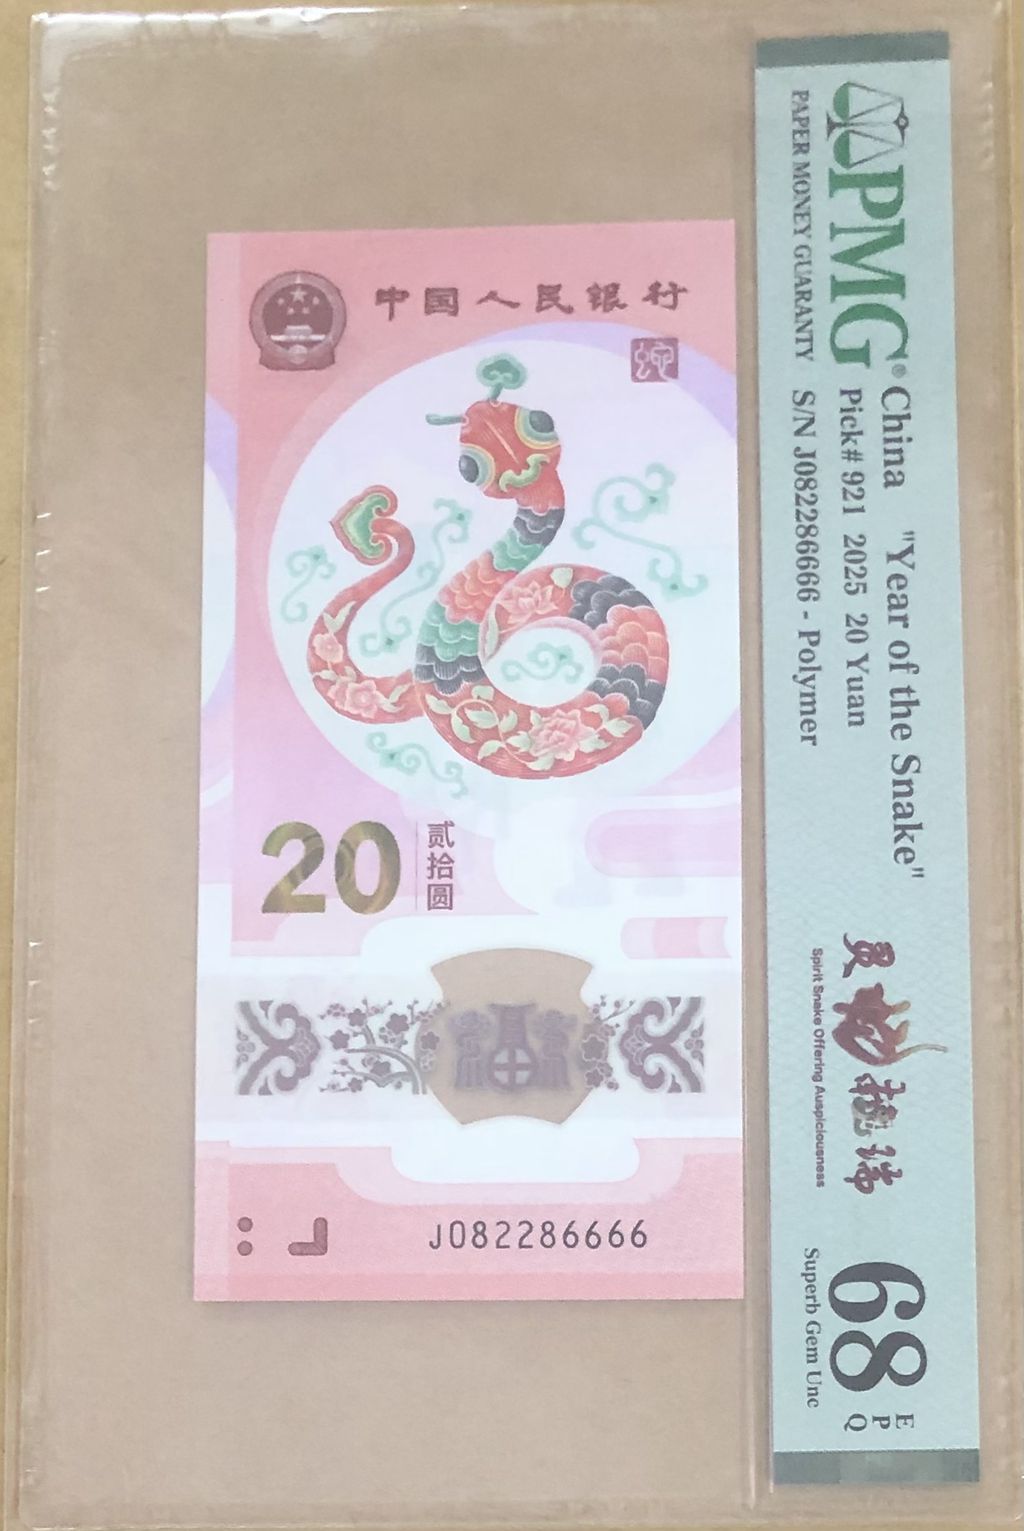 中国人民银行
蛇
20
贰拾圆
福
J082286666
PMG®
PAPER MONEY GUARANTY
China "Year of the Snake"
Pick# 921 2025 20 Yuan
S/N J082286666 - Polymer
灵蛇献瑞
Spirit Snake Offering Auspiciousness
68
EPQ
Superb Gem Unc